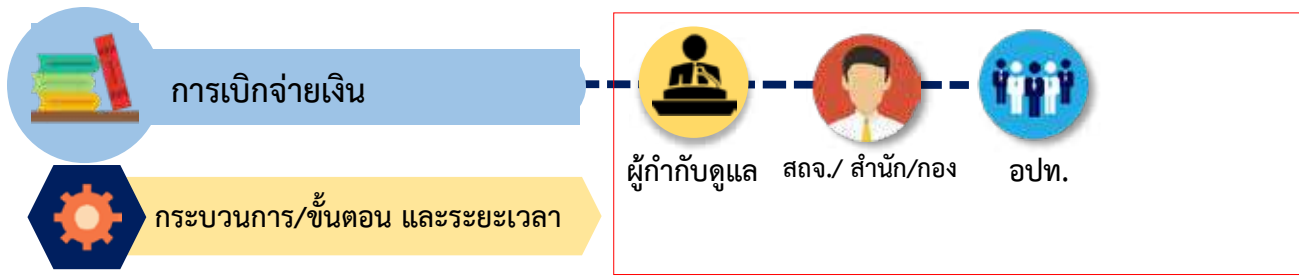 การเบิกจ่ายเงิน
ผู้กำกับดูแล
สถจ./ สำนัก/กอง
อปท.
กระบวนการ/ขั้นตอน และระยะเวลา